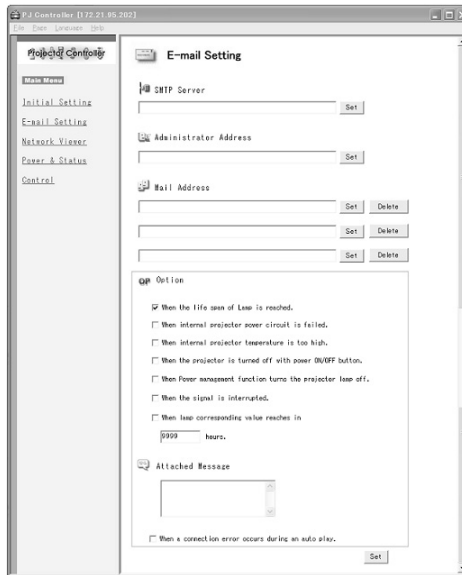 PJ Controller [172.21.95.202]
File Page Language Help
Projector Controller
Main Menu
Initial Setting
E-mail Setting
Network Viewer
Power & Status
Control
E-mail Setting
SMTP Server
Set
Administrator Address
Set
Mail Address
Set Delete
Set Delete
Set Delete
OP Option
When the life span of Lamp is reached.
When internal projector power circuit is failed.
When internal projector temperature is too high.
When the projector is turned off with power ON/OFF button.
When Power management function turns the projector lamp off.
When the signal is interrupted.
When lamp corresponding value reaches in
9999 hours.
Attached Message
When a connection error occurs during an auto play.
Set